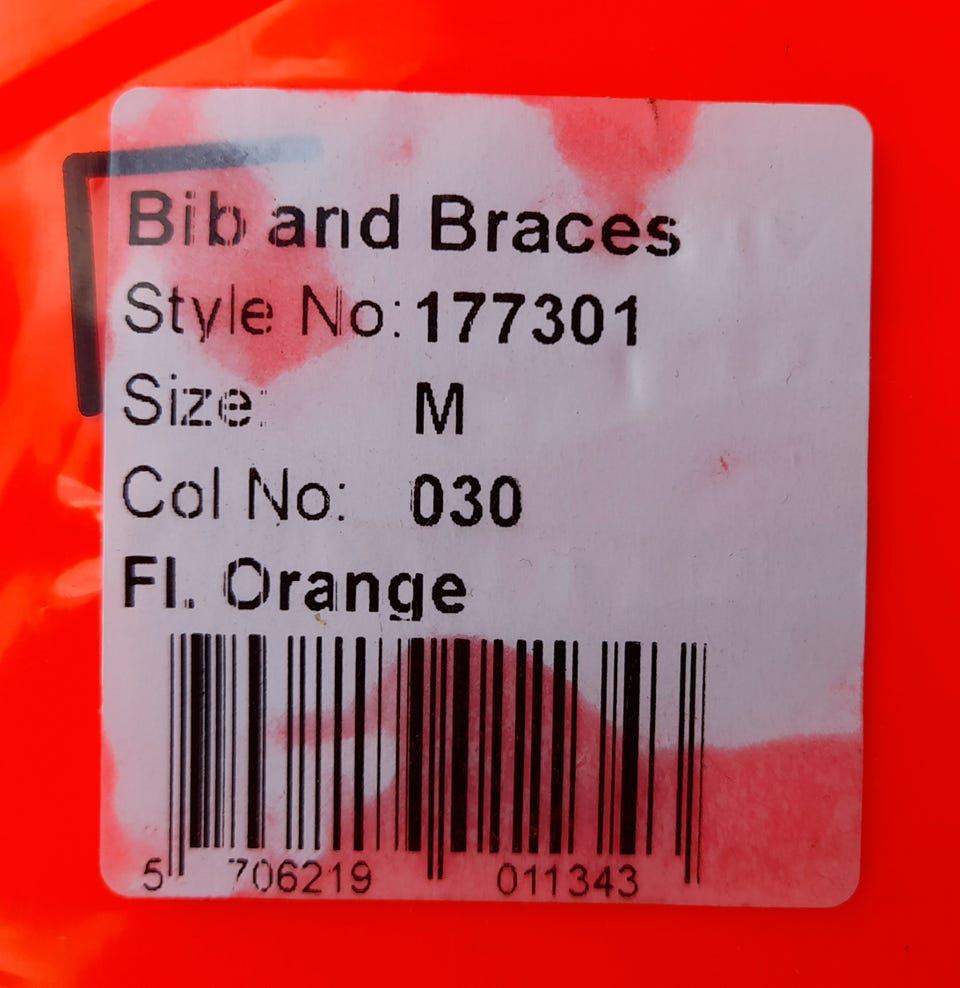 Bib and Braces
Style No: 177301
Size: M
Col No: 030
Fl. Orange
5 706219 011343